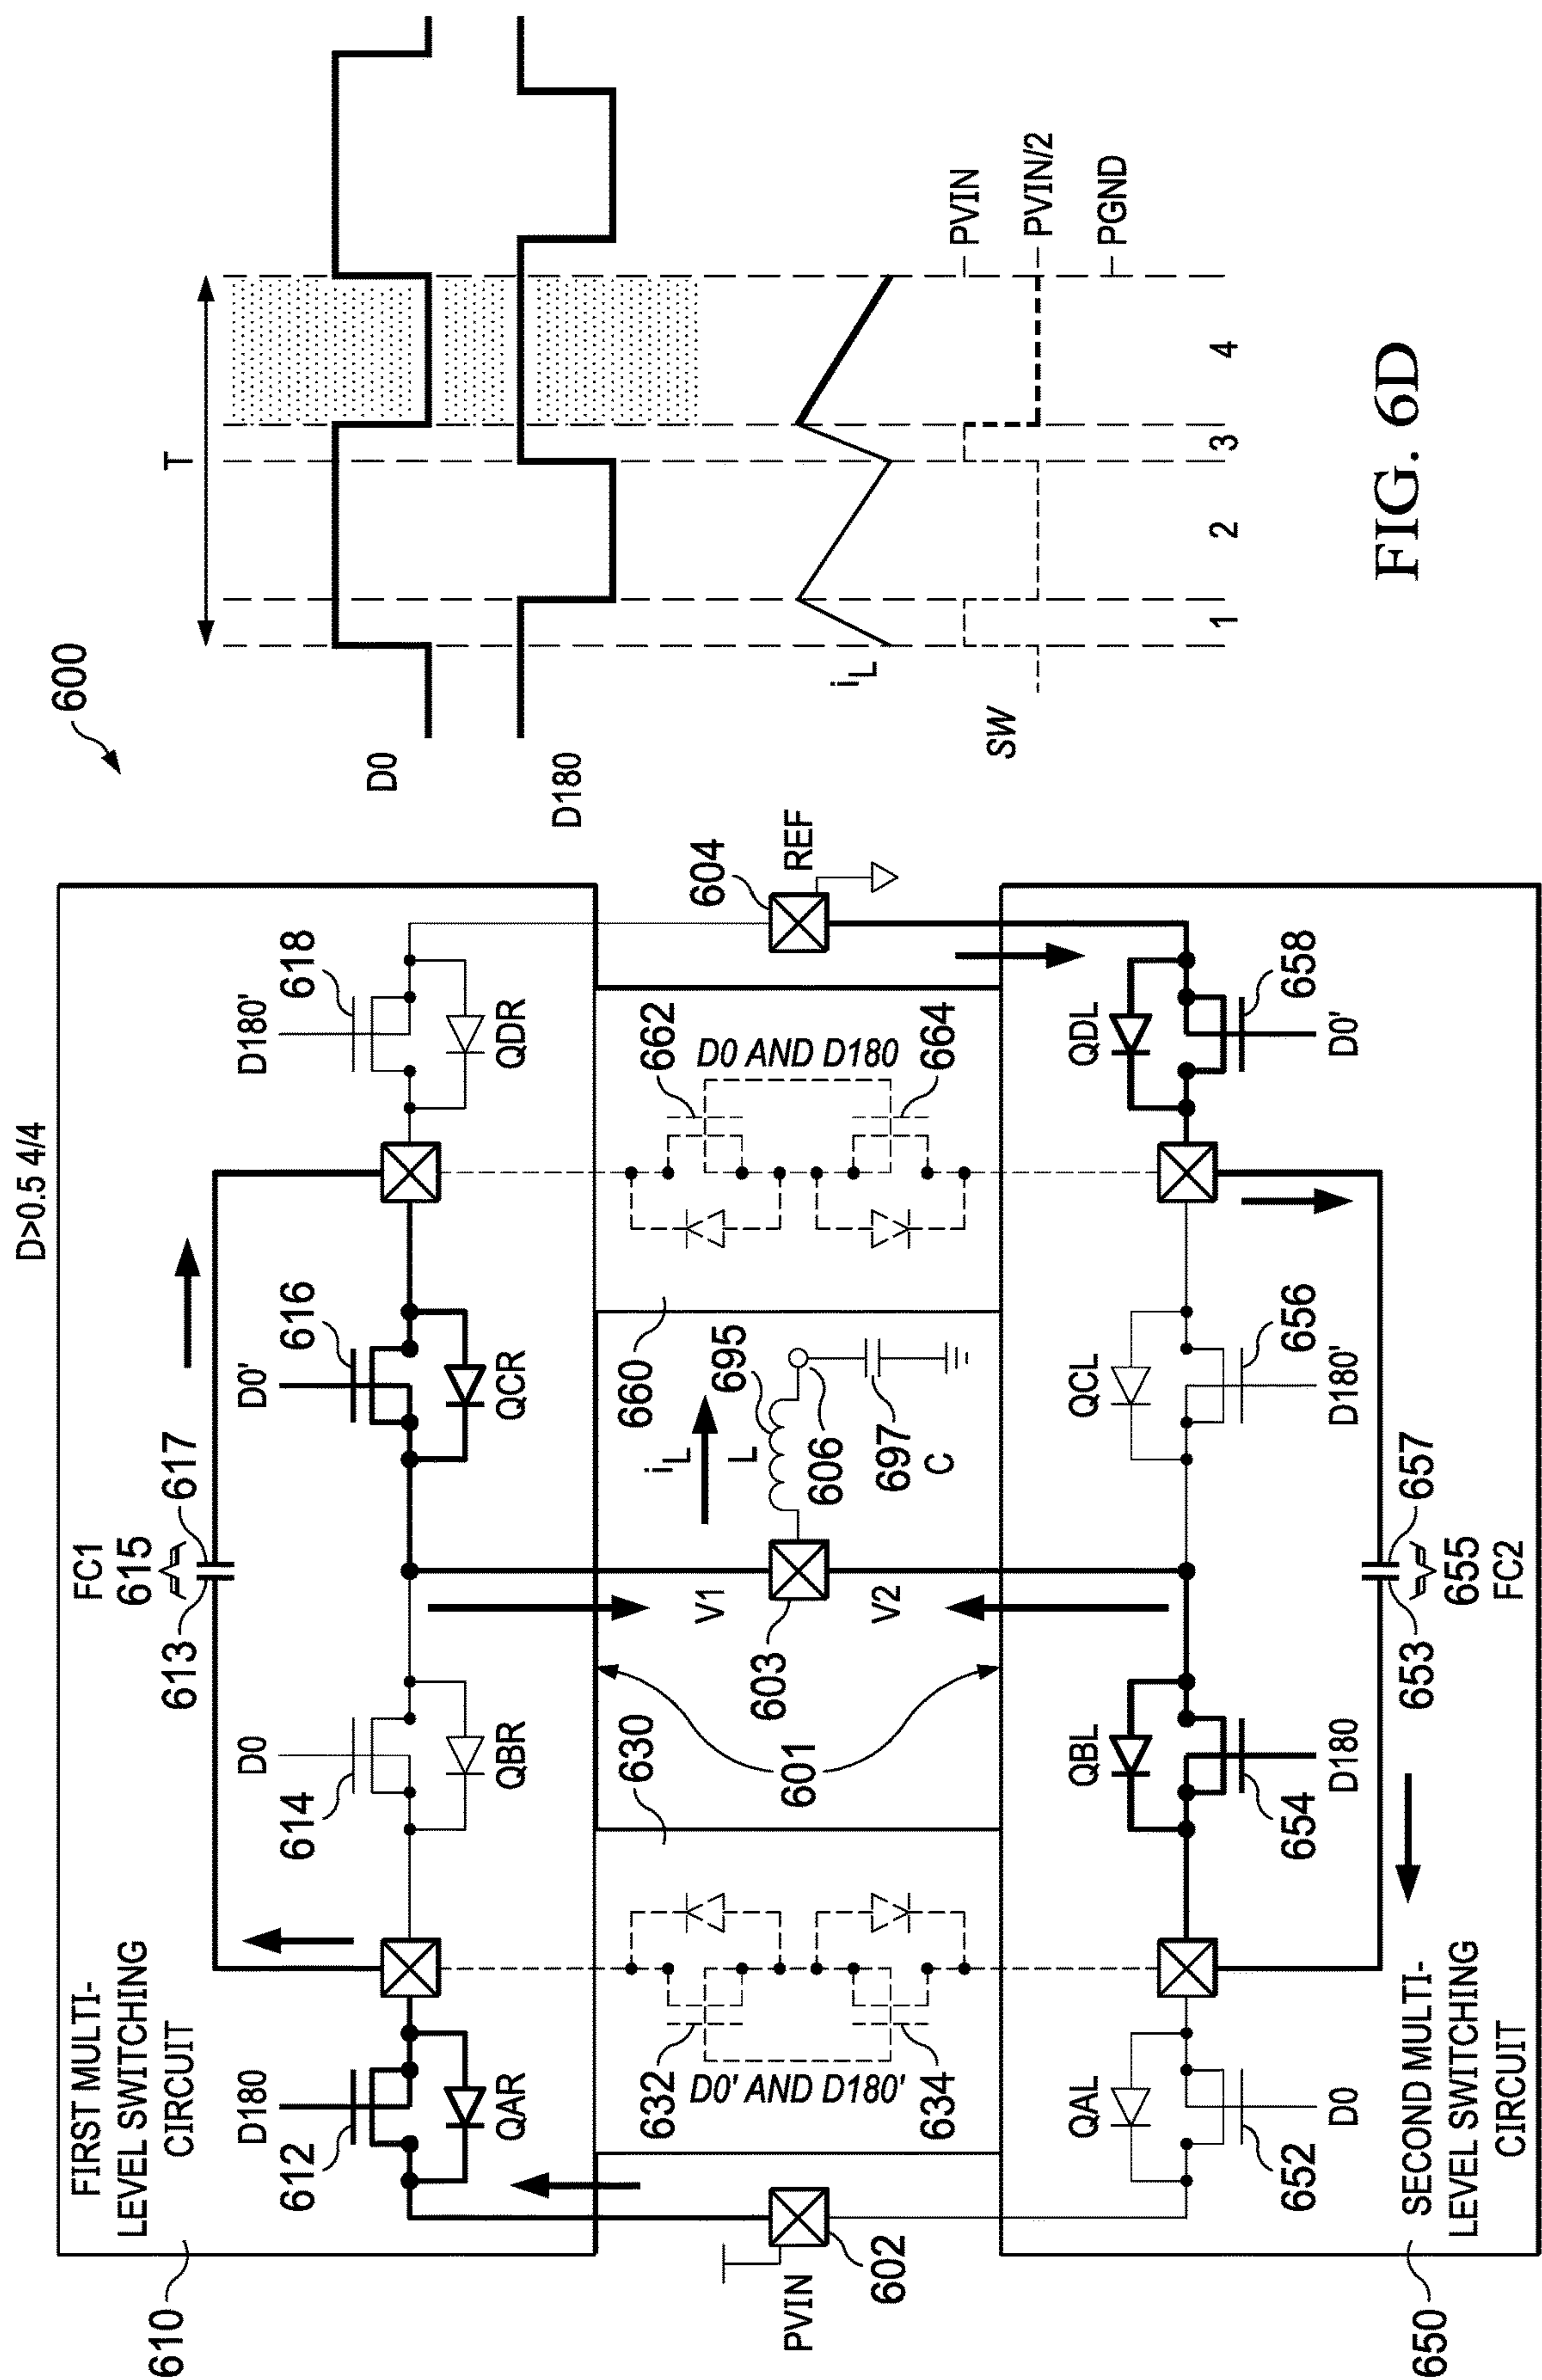 600
D>0.5 4/4
610
FIRST MULTI-
LEVEL SWITCHING
CIRCUIT
FC1
615
613
617
D180
612
QAR
D0
614
QBR
D0'
616
QCR
D180'
618
QDR
PVIN
602
632
D0' AND D180'
634
630
601
V1
603
V2
iL
L
695
606
697
C
660
662
D0 AND D180
664
604
REF
650
SECOND MULTI-
LEVEL SWITCHING
CIRCUIT
QAL
652
D0
QBL
654
D180
QCL
656
D180'
QDL
658
D0'
653
657
655
FC2
T
D0
D180
iL
SW
PVIN
PVIN/2
PGND
1
2
3
4
FIG. 6D